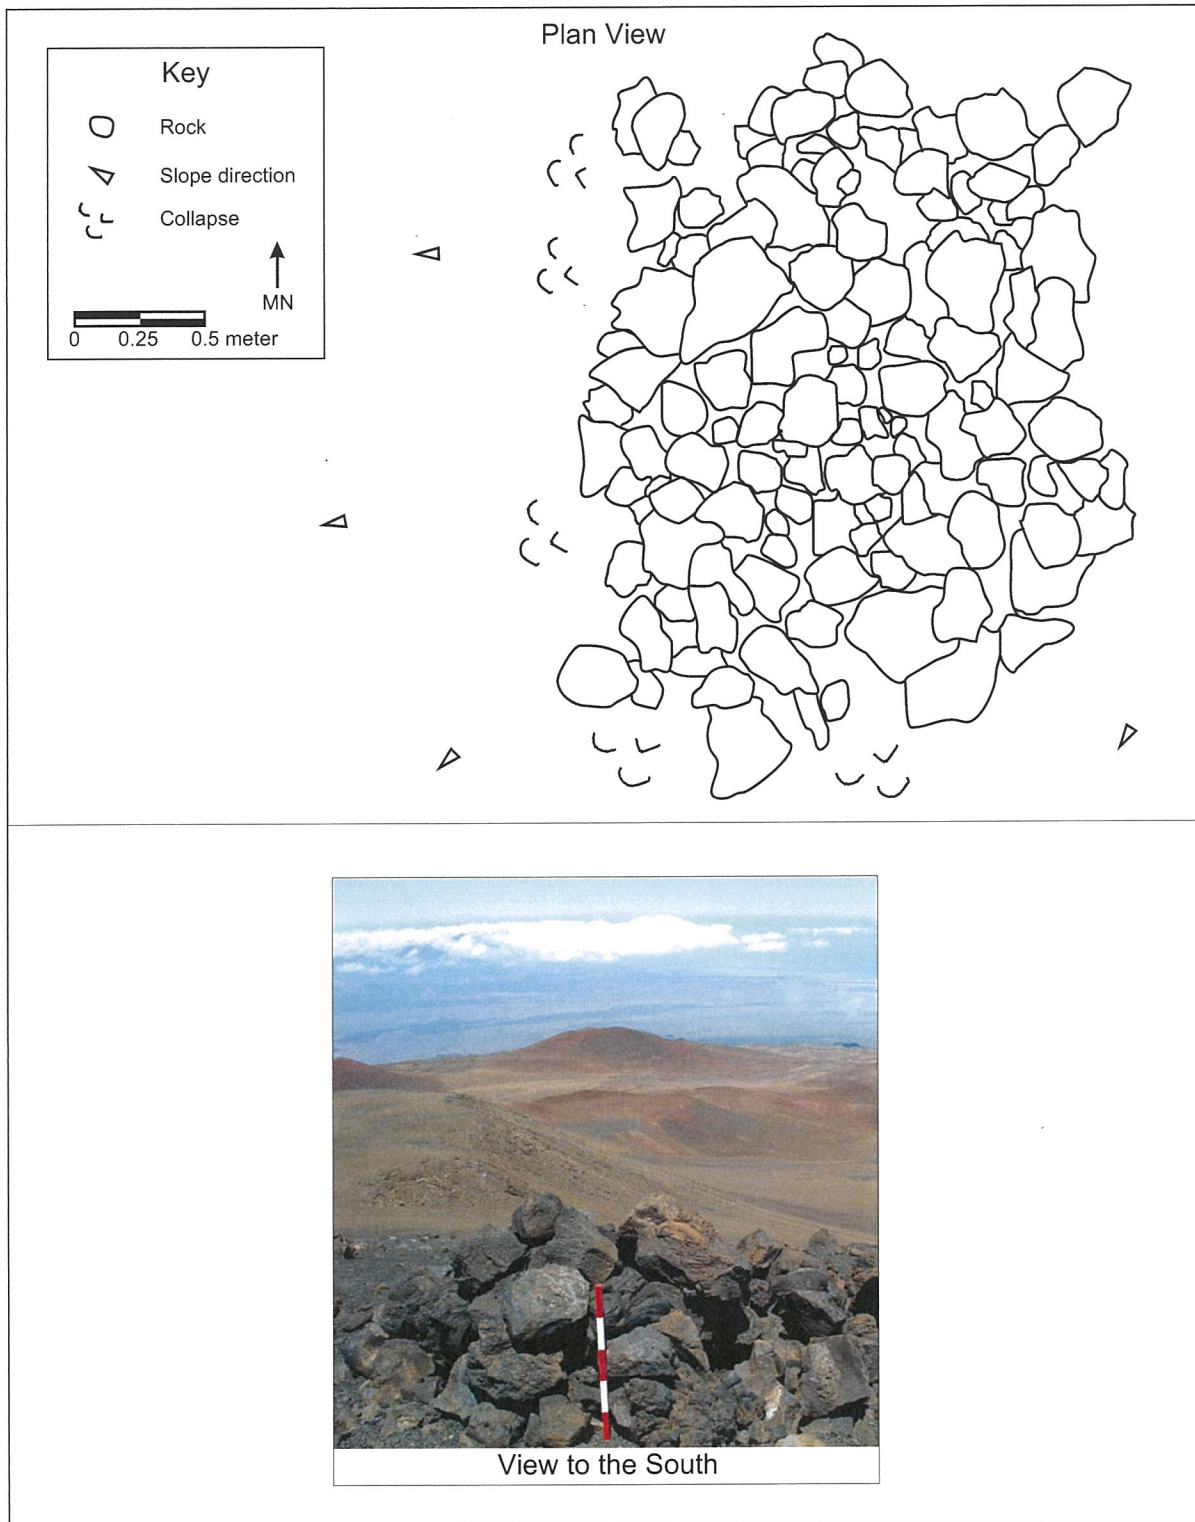 Plan View
Key
Rock
Slope direction
Collapse
MN
0 0.25 0.5 meter
View to the South